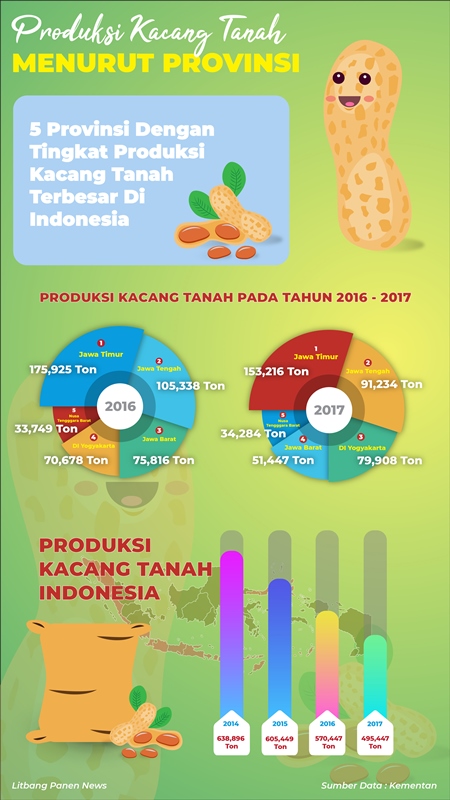 Produksi Kacang Tanah
MENURUT PROVINSI
5 Provinsi Dengan
Tingkat Produksi
Kacang Tanah
Terbesar Di
Indonesia
PRODUKSI KACANG TANAH PADA TAHUN 2016 - 2017
1
Jawa Timur
175,925 Ton
2
Jawa Tengah
105,338 Ton
2016
5
Nusa
Tenggara Barat
33,749 Ton
4
DI Yogyakarta
70,678 Ton
3
Jawa Barat
75,816 Ton
1
Jawa Timur
153,216 Ton
2
Jawa Tengah
91,234 Ton
2017
5
Nusa
Tenggara Barat
34,284 Ton
4
Jawa Barat
51,447 Ton
3
DI Yogyakarta
79,908 Ton
PRODUKSI
KACANG TANAH
INDONESIA
2014
638,896
Ton
2015
605,449
Ton
2016
570,447
Ton
2017
495,447
Ton
Litbang Panen News
Sumber Data : Kementan